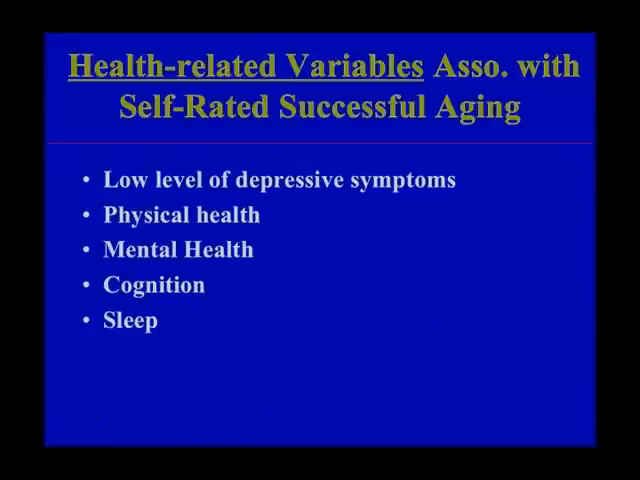 Health-related Variables Asso. with
Self-Rated Successful Aging
• Low level of depressive symptoms
• Physical health
• Mental Health
• Cognition
• Sleep